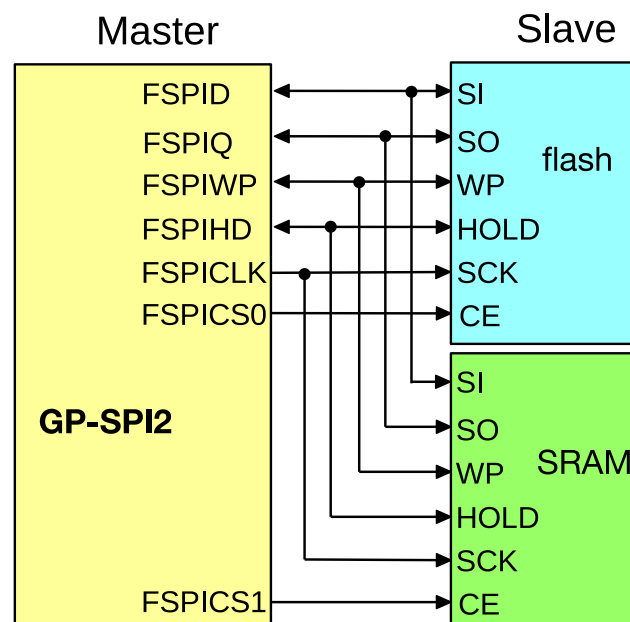 Master
Slave
FSPID
FSPIQ
FSPIWP
FSPIHD
FSPICLK
FSPICS0
GP-SPI2
FSPICS1
SI
SO
WP
HOLD
SCK
CE
flash
SI
SO
WP
HOLD
SCK
CE
SRAM